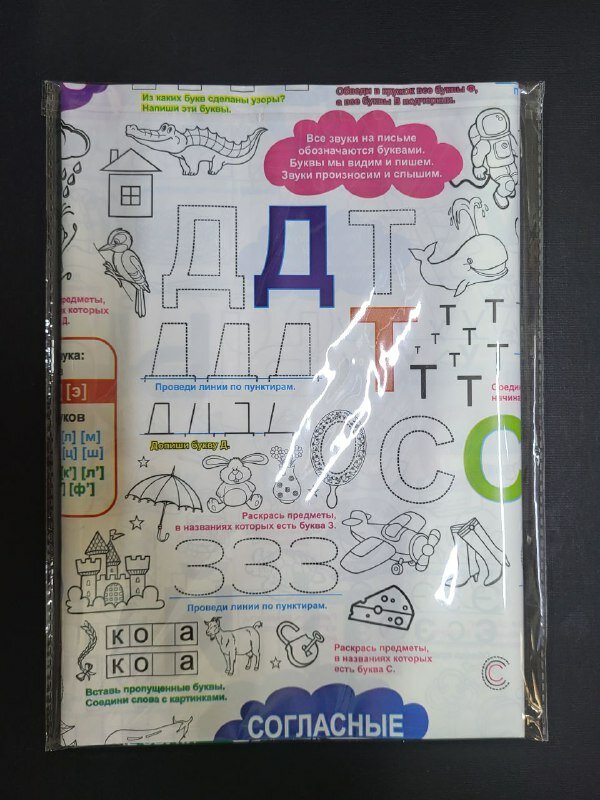 Из каких букв сделаны узоры?
Напиши эти буквы.
Обведи в кружок все буквы Ф,
а все буквы В подчеркни.
Все звуки на письме
обозначаются буквами.
Буквы мы видим и пишем.
Звуки произносим и слышим.
Д Д Т
предметы,
которых
Д.
Т Т Т Т Т Т Т Т Т
Д Д Д
Проведи линии по пунктирам.
[э]
[л] [м]
[ц] [ш]
[к’] [л’]
[ф’]
Допиши букву Д.
С С С
Раскрась предметы,
в названиях которых есть буква З.
З З З
Проведи линии по пунктирам.
к о а
к о а
Вставь пропущенные буквы.
Соедини слова с картинками.
Раскрась предметы,
в названиях которых
есть буква С.
С
СОГЛАСНЫЕ